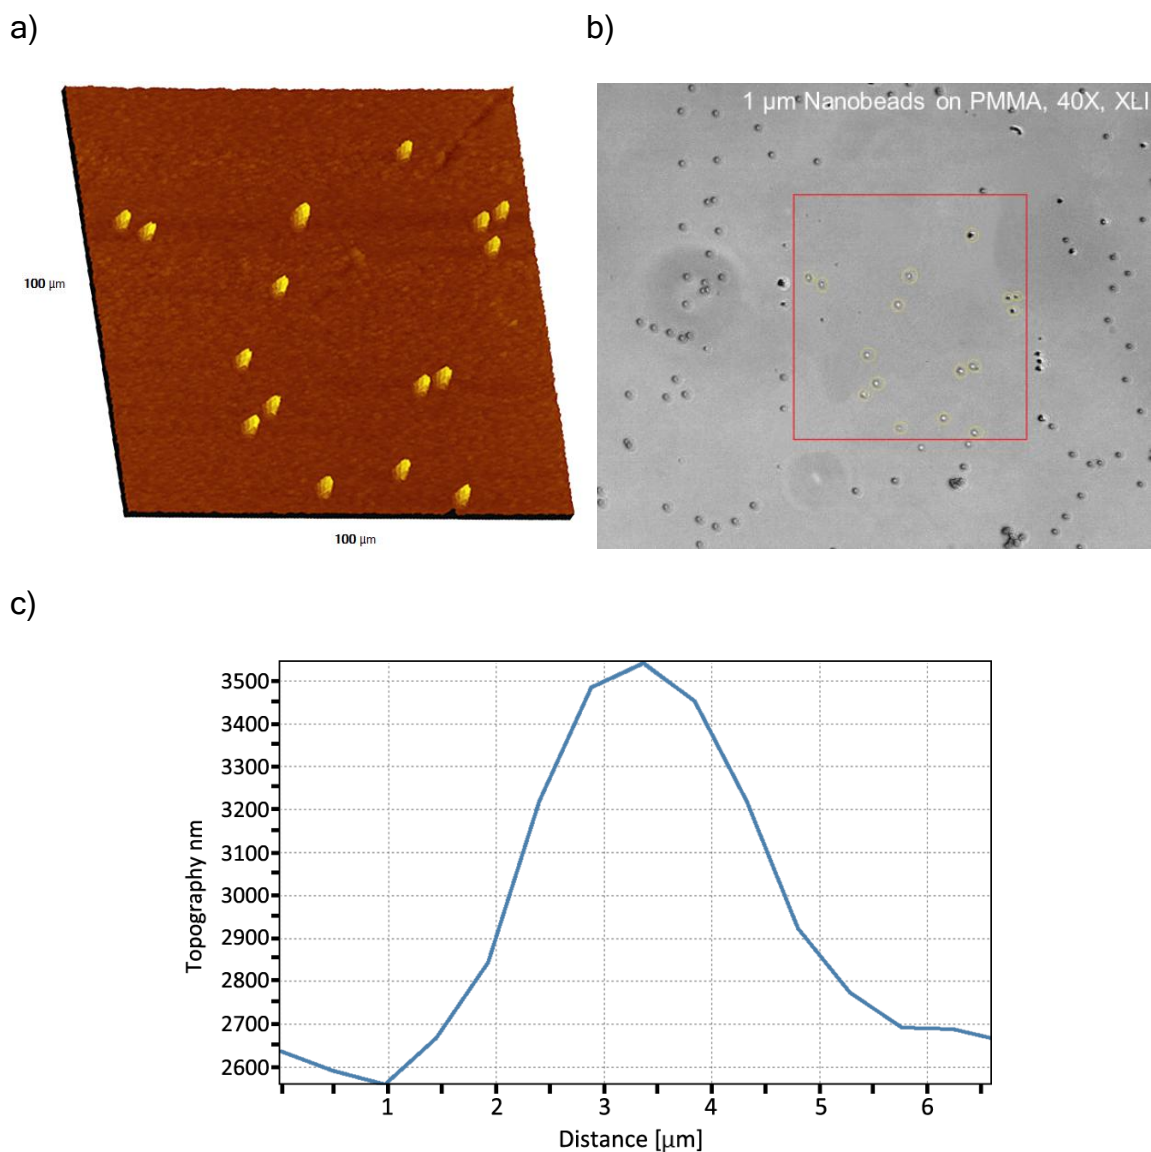 a)
b)
100 μm
100 μm
1 μm Nanobeads on PMMA, 40X, XLI
c)
3500
3400
3300
3200
3100
3000
2900
2800
2700
2600
Topography nm
1 2 3 4 5 6
Distance [μm]